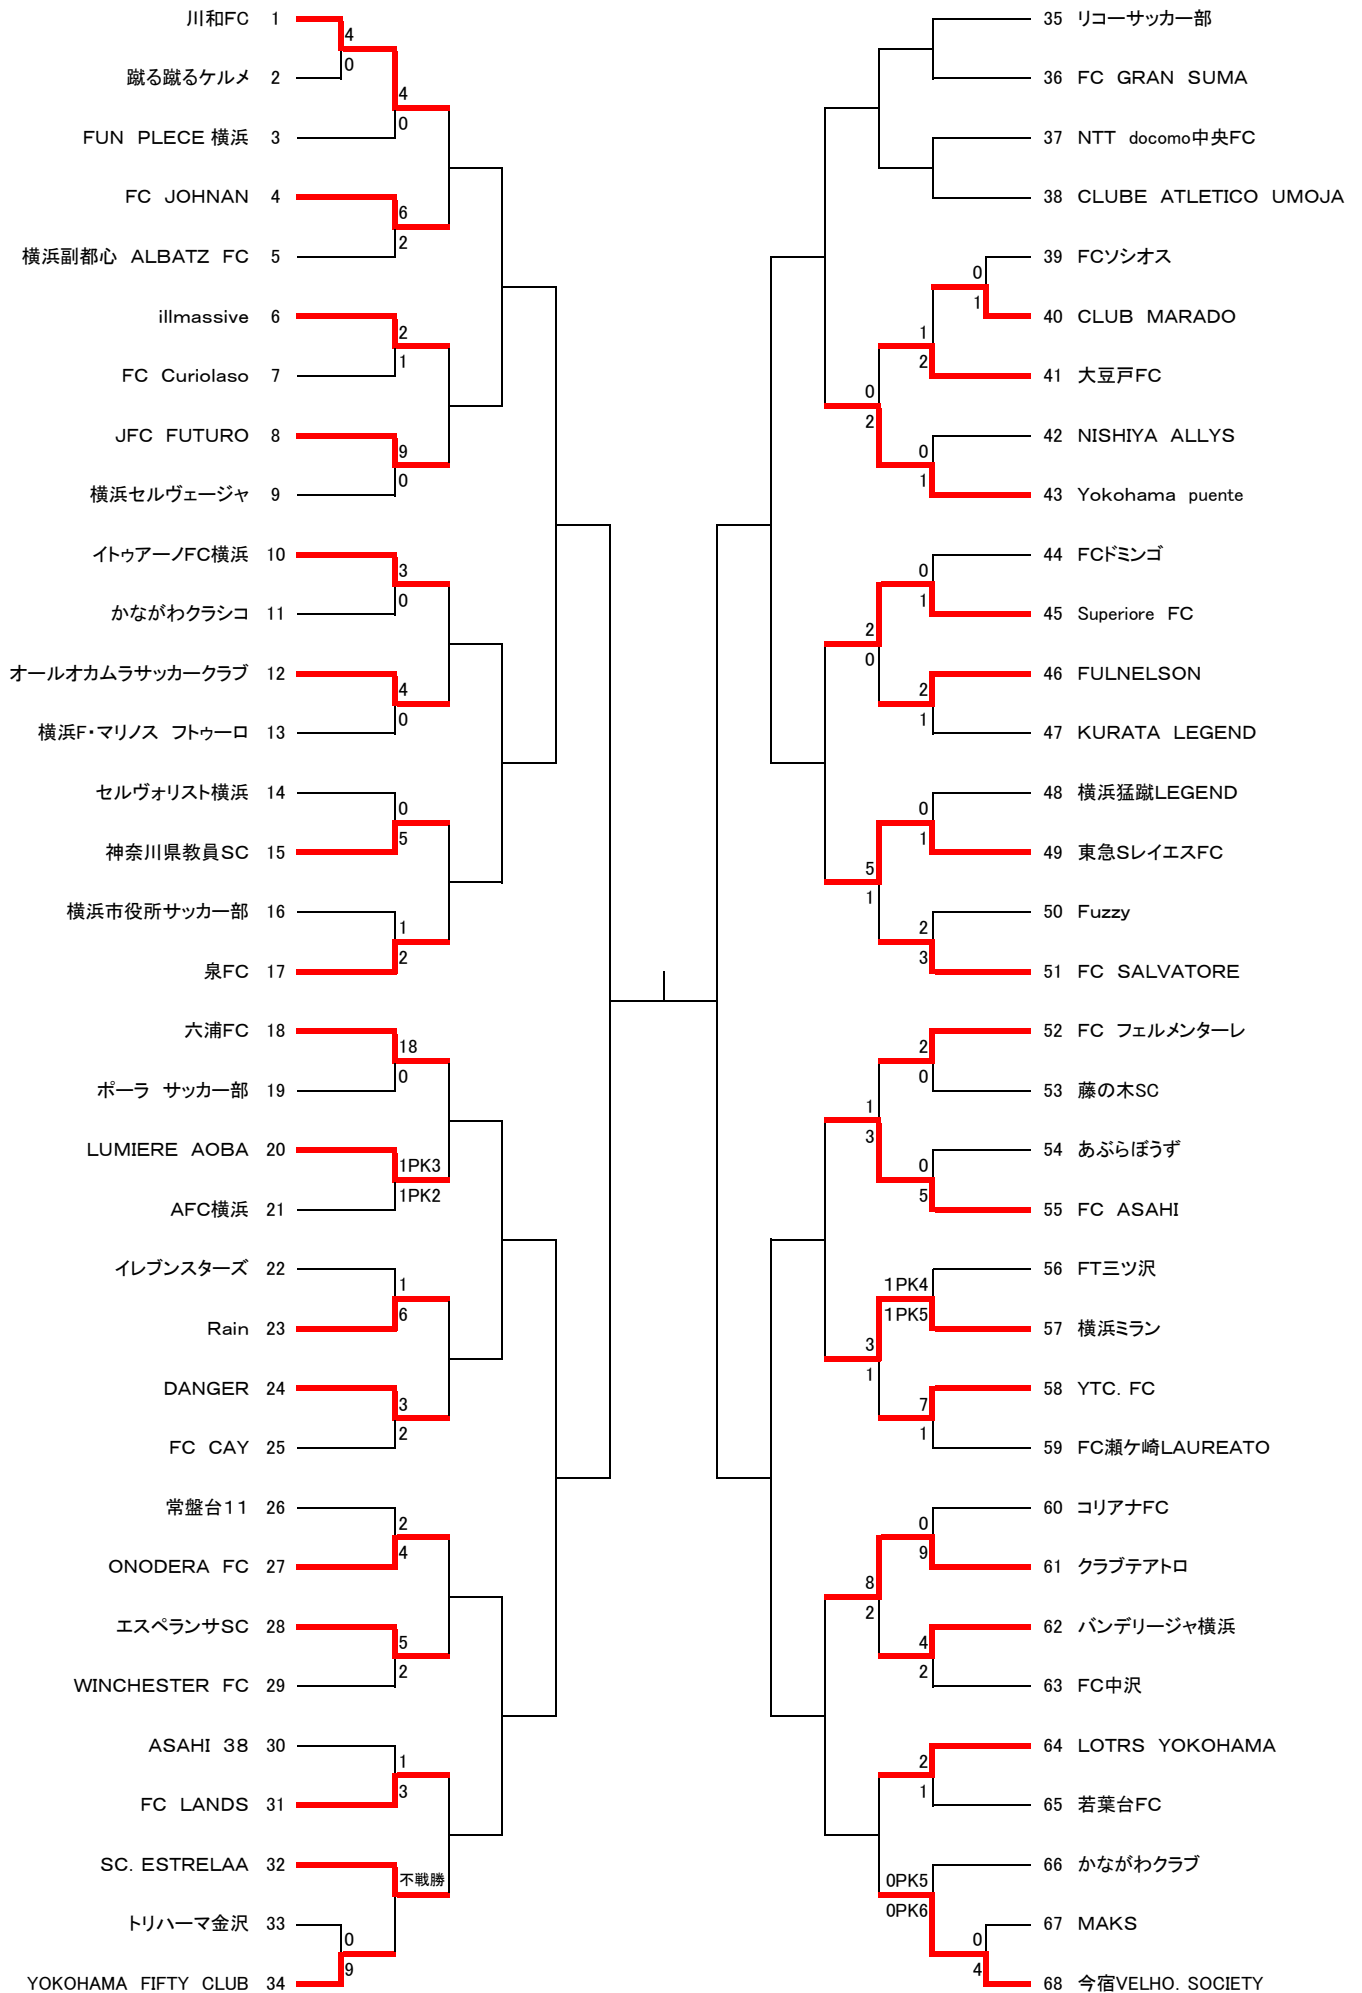 川和FC 1
4
0
蹴る蹴るケルメ 2
4
0
FUN PLECE 横浜 3
FC JOHNAN 4
6
2
横浜副都心 ALBATZ FC 5
illmassive 6
2
1
FC Curiolaso 7
JFC FUTURO 8
9
0
横浜セルヴェージャ 9
イトゥアーノFC横浜 10
3
0
かながわクラシコ 11
オールオカムラサッカークラブ 12
4
0
横浜F・マリノス フトゥーロ 13
セルヴォリスト横浜 14
0
5
神奈川県教員SC 15
横浜市役所サッカー部 16
1
2
泉FC 17
六浦FC 18
18
0
ポーラ サッカー部 19
LUMIERE AOBA 20
1PK3
1PK2
AFC横浜 21
イレブンスターズ 22
1
6
Rain 23
DANGER 24
3
2
FC CAY 25
常盤台11 26
2
4
ONODERA FC 27
エスペランサSC 28
5
2
WINCHESTER FC 29
ASAHI 38 30
1
3
FC LANDS 31
SC. ESTRELAA 32
不戦勝
トリハーマ金沢 33
0
9
YOKOHAMA FIFTY CLUB 34
35 リコーサッカー部
36 FC GRAN SUMA
37 NTT docomo中央FC
38 CLUBE ATLETICO UMOJA
39 FCソシオス
0
1
40 CLUB MARADO
1
2
41 大豆戸FC
0
2
42 NISHIYA ALLYS
0
1
43 Yokohama puente
44 FCドミンゴ
0
1
45 Superiore FC
2
0
46 FULNELSON
2
1
47 KURATA LEGEND
48 横浜猛蹴LEGEND
0
1
49 東急SレイエスFC
5
1
50 Fuzzy
2
3
51 FC SALVATORE
52 FC フェルメンターレ
2
0
53 藤の木SC
1
3
54 あぶらぼうず
0
5
55 FC ASAHI
56 FT三ツ沢
1PK4
1PK5
57 横浜ミラン
3
1
58 YTC. FC
7
1
59 FC瀬ケ崎LAUREATO
60 コリアナFC
0
9
61 クラブテアトロ
8
2
62 バンデリージャ横浜
4
2
63 FC中沢
64 LOTRS YOKOHAMA
2
1
65 若葉台FC
66 かながわクラブ
0PK5
0PK6
67 MAKS
0
4
68 今宿VELHO. SOCIETY